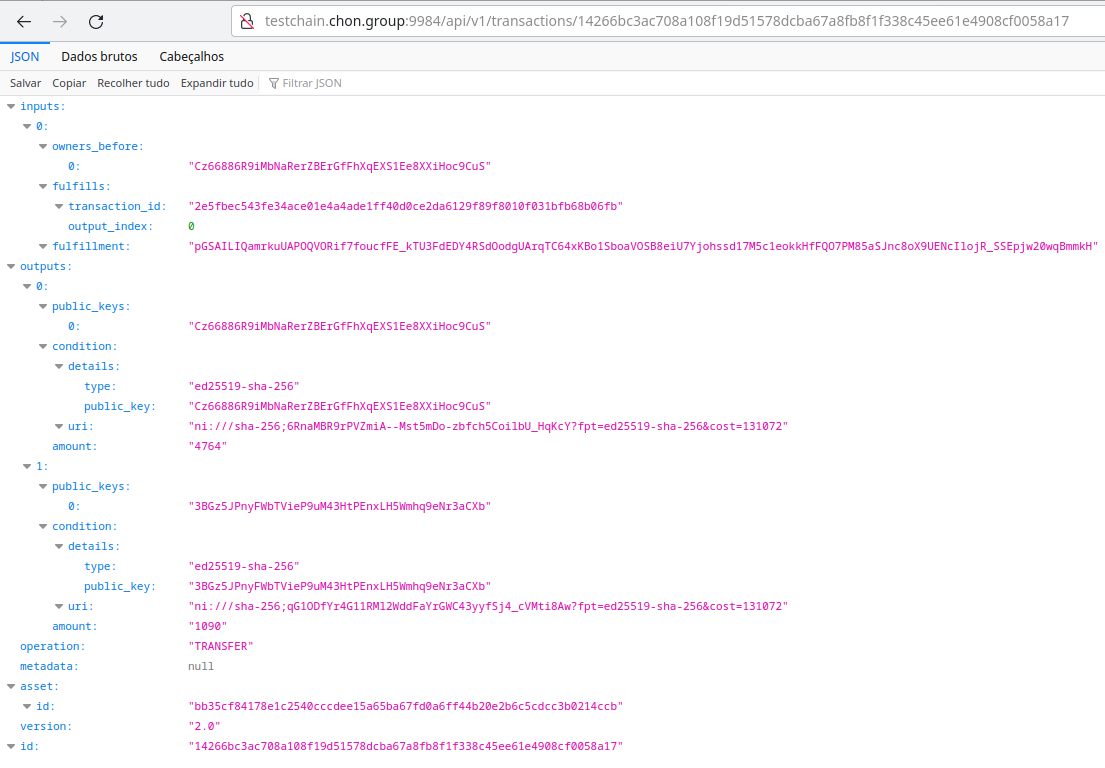 testchain.chon.group:9984/api/v1/transactions/14266bc3ac708a108f19d51578dcba67a8fb8f1f338c45ee61e4908cf0058a17
JSON Dados brutos Cabeçalhos
Salvar Copiar Recolher tudo Expandir tudo Filtrar JSON
inputs:
0:
owners_before:
0: "Cz66886R9iMbNaRerZBErGfFhXqEXS1Ee8XXiHoc9CuS"
fulfills:
transaction_id: "2e5fbec543fe34ace01e4a4ade1ff40d0ce2da6129f89f8010f031bfb68b06fb"
output_index: 0
fulfillment: "pGSAILIQamrkuUAPOQVORif7foucfFE_kTU3FdEDY4RSdOodgUArqTC64xKBo1SboaVOSB8eiU7Yjohssd17M5c1eokkHfFQO7PM85aSJnc8oX9UENcIlojR_SSEpjw20wqBmmkH"
outputs:
0:
public_keys:
0: "Cz66886R9iMbNaRerZBErGfFhXqEXS1Ee8XXiHoc9CuS"
condition:
details:
type: "ed25519-sha-256"
public_key: "Cz66886R9iMbNaRerZBErGfFhXqEXS1Ee8XXiHoc9CuS"
uri: "ni:///sha-256;6RnaMBR9rPVZmiA--Mst5mDo-zbfch5CoilbU_HqKcY?fpt=ed25519-sha-256&cost=131072"
amount: "4764"
1:
public_keys:
0: "3BGz5JPnyFWbTVieP9uM43HtPEnxLH5Wmhq9eNr3aCXb"
condition:
details:
type: "ed25519-sha-256"
public_key: "3BGz5JPnyFWbTVieP9uM43HtPEnxLH5Wmhq9eNr3aCXb"
uri: "ni:///sha-256;qG1ODfYr4G11RMl2WddFaYrGWC43yyfSj4_cVMti8Aw?fpt=ed25519-sha-256&cost=131072"
amount: "1090"
operation: "TRANSFER"
metadata: null
asset:
id: "bb35cf84178e1c2540cccdee15a65ba67fd0a6ff44b20e2b6c5cdcc3b0214ccb"
version: "2.0"
id: "14266bc3ac708a108f19d51578dcba67a8fb8f1f338c45ee61e4908cf0058a17"